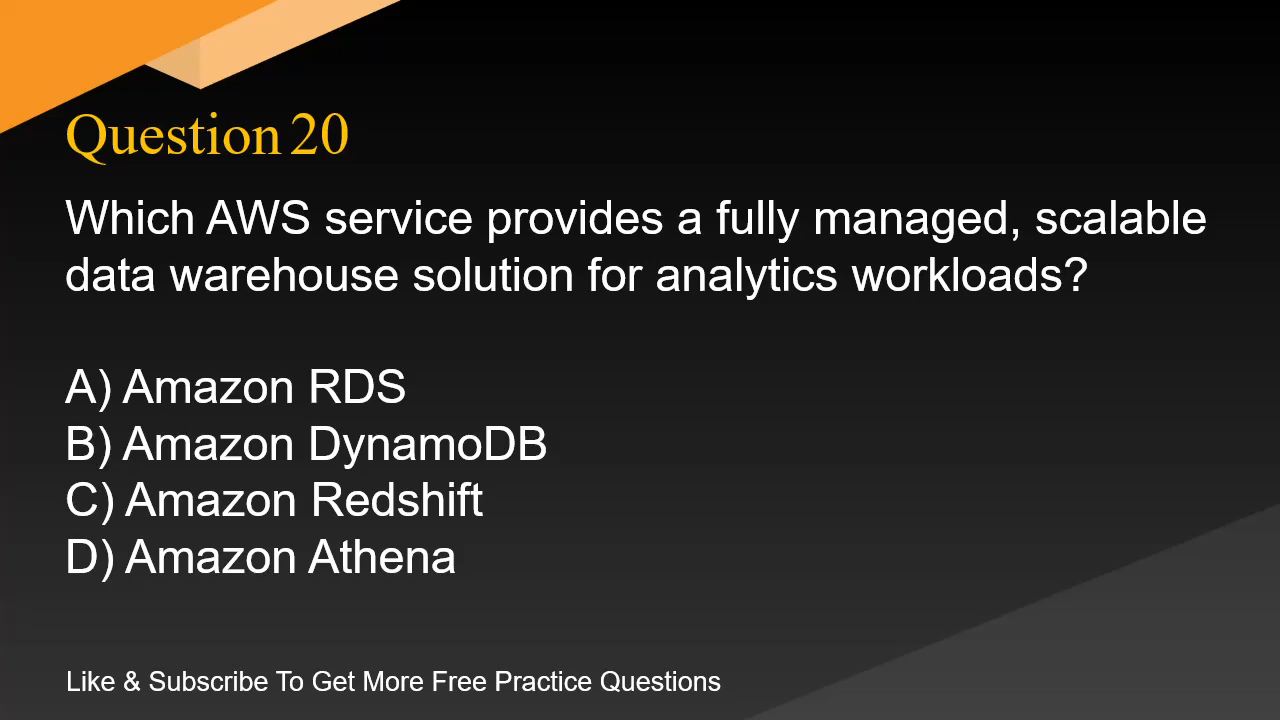 Question 20
Which AWS service provides a fully managed, scalable
data warehouse solution for analytics workloads?
A) Amazon RDS
B) Amazon DynamoDB
C) Amazon Redshift
D) Amazon Athena
Like & Subscribe To Get More Free Practice Questions